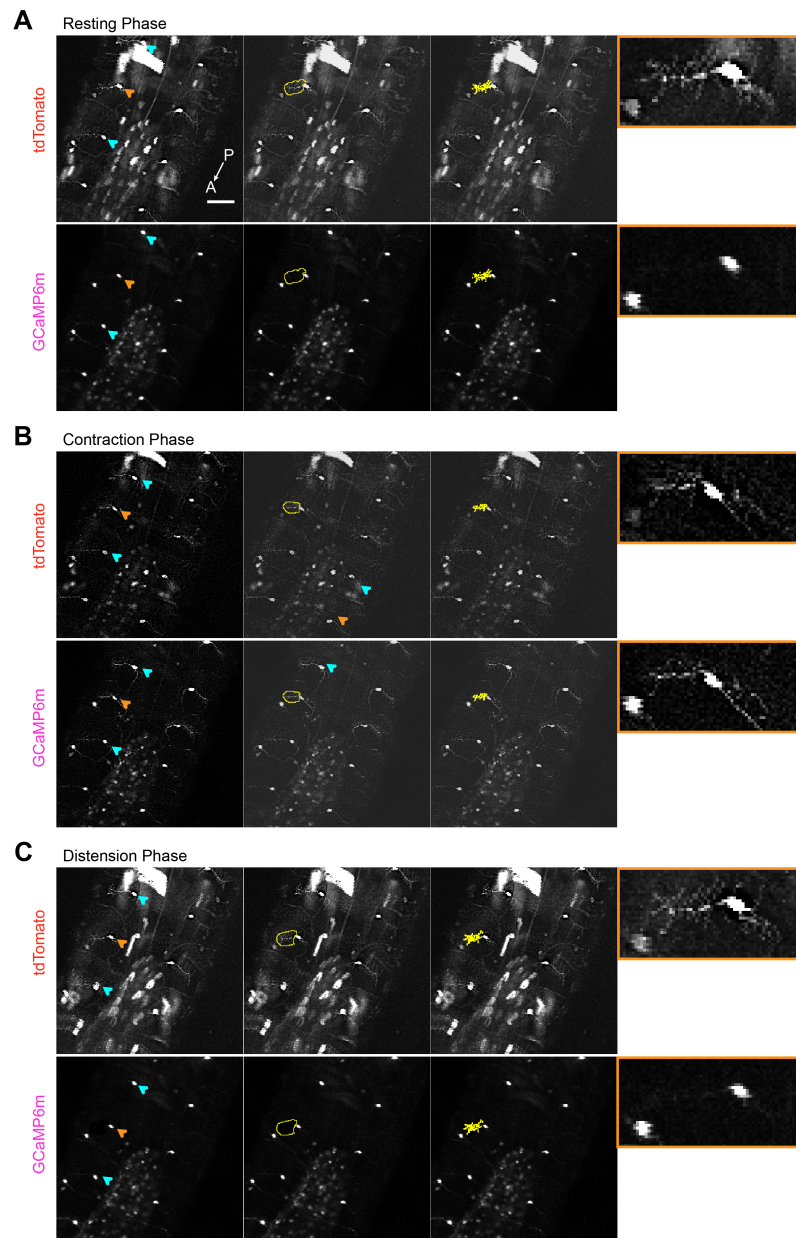 A
Resting Phase
tdTomato
P
A
GCaMP6m
B
Contraction Phase
tdTomato
GCaMP6m
C
Distension Phase
tdTomato
GCaMP6m